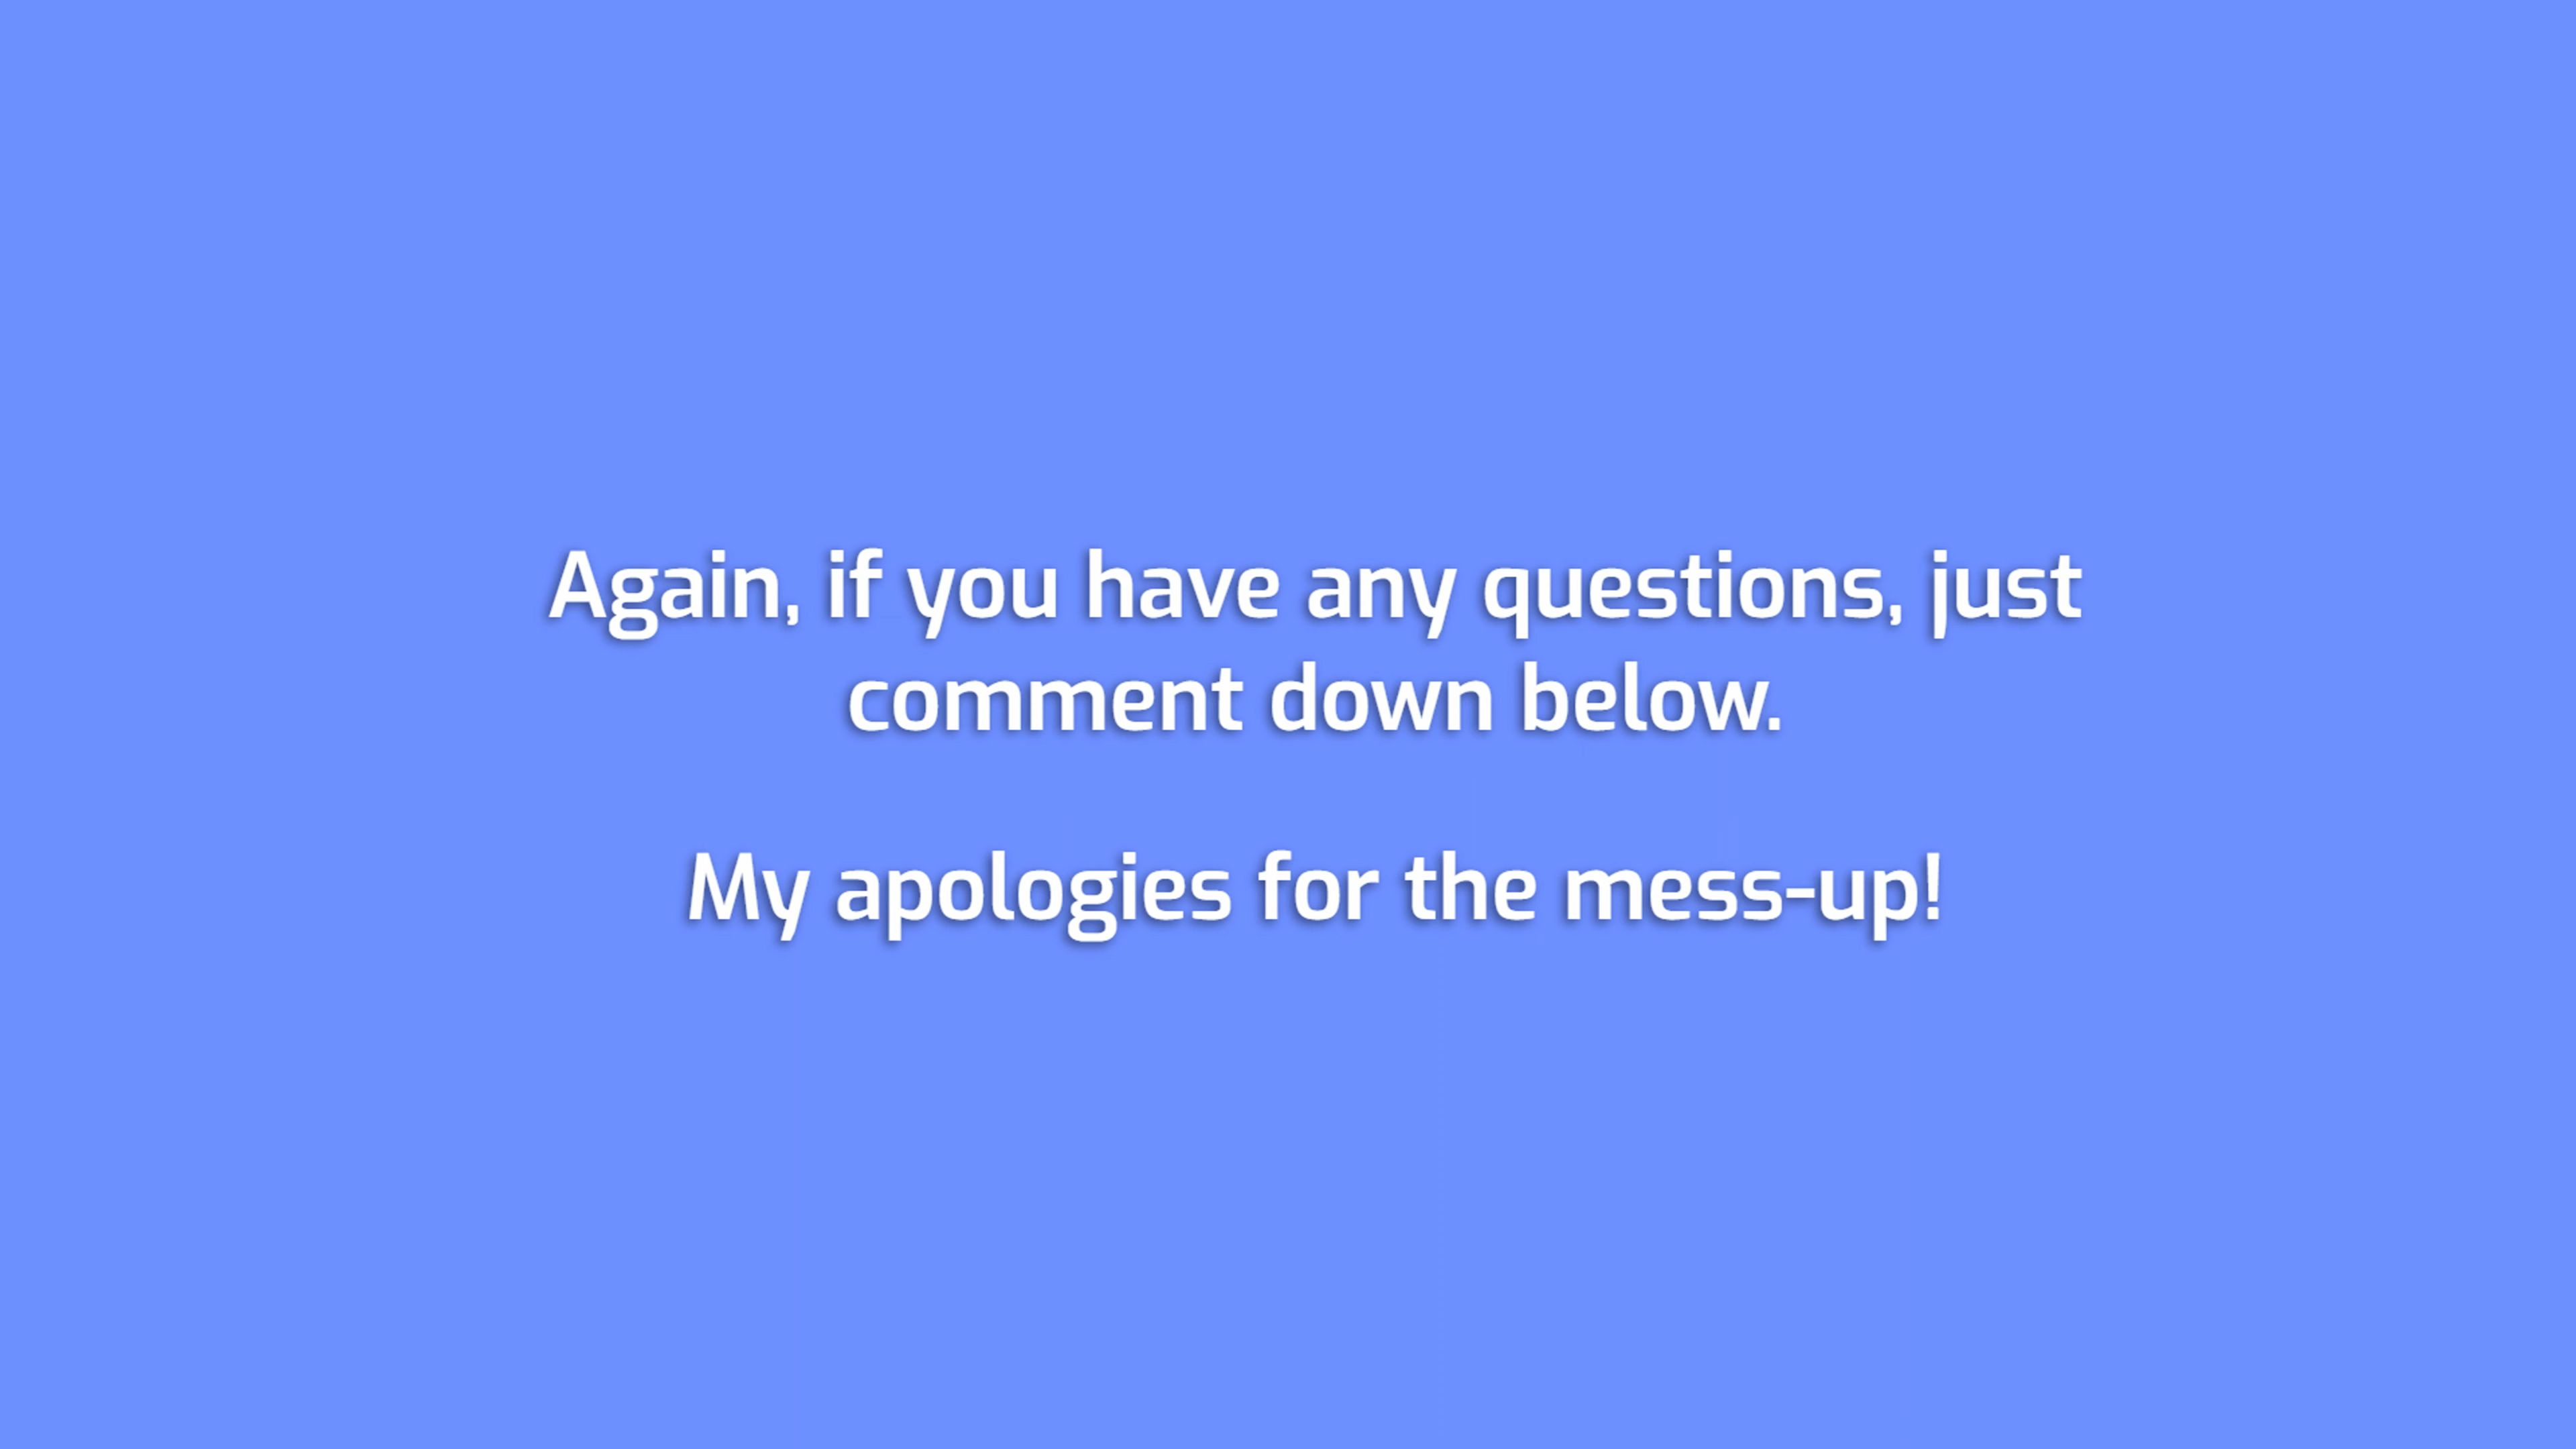 Again, if you have any questions, just
comment down below.
My apologies for the mess-up!